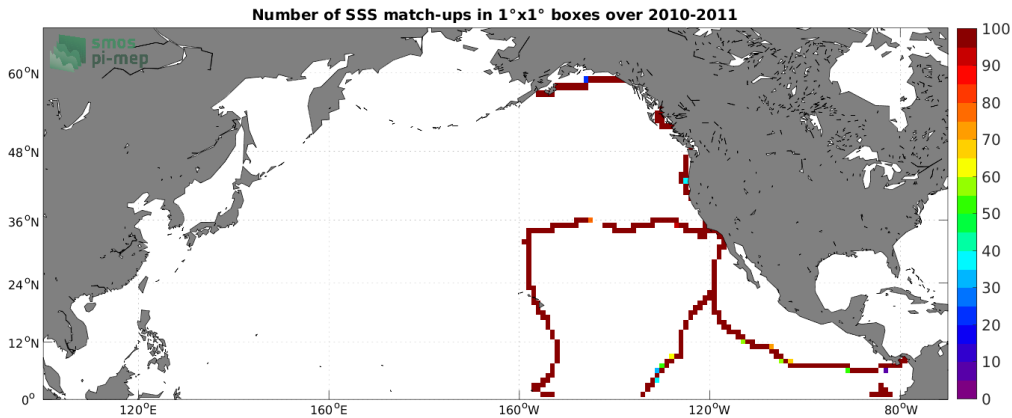 Number of SSS match-ups in 1°x1° boxes over 2010-2011
smos
pi-mep
60°N
48°N
36°N
24°N
12°N
0°
120°E
160°E
160°W
120°W
80°W
100
90
80
70
60
50
40
30
20
10
0